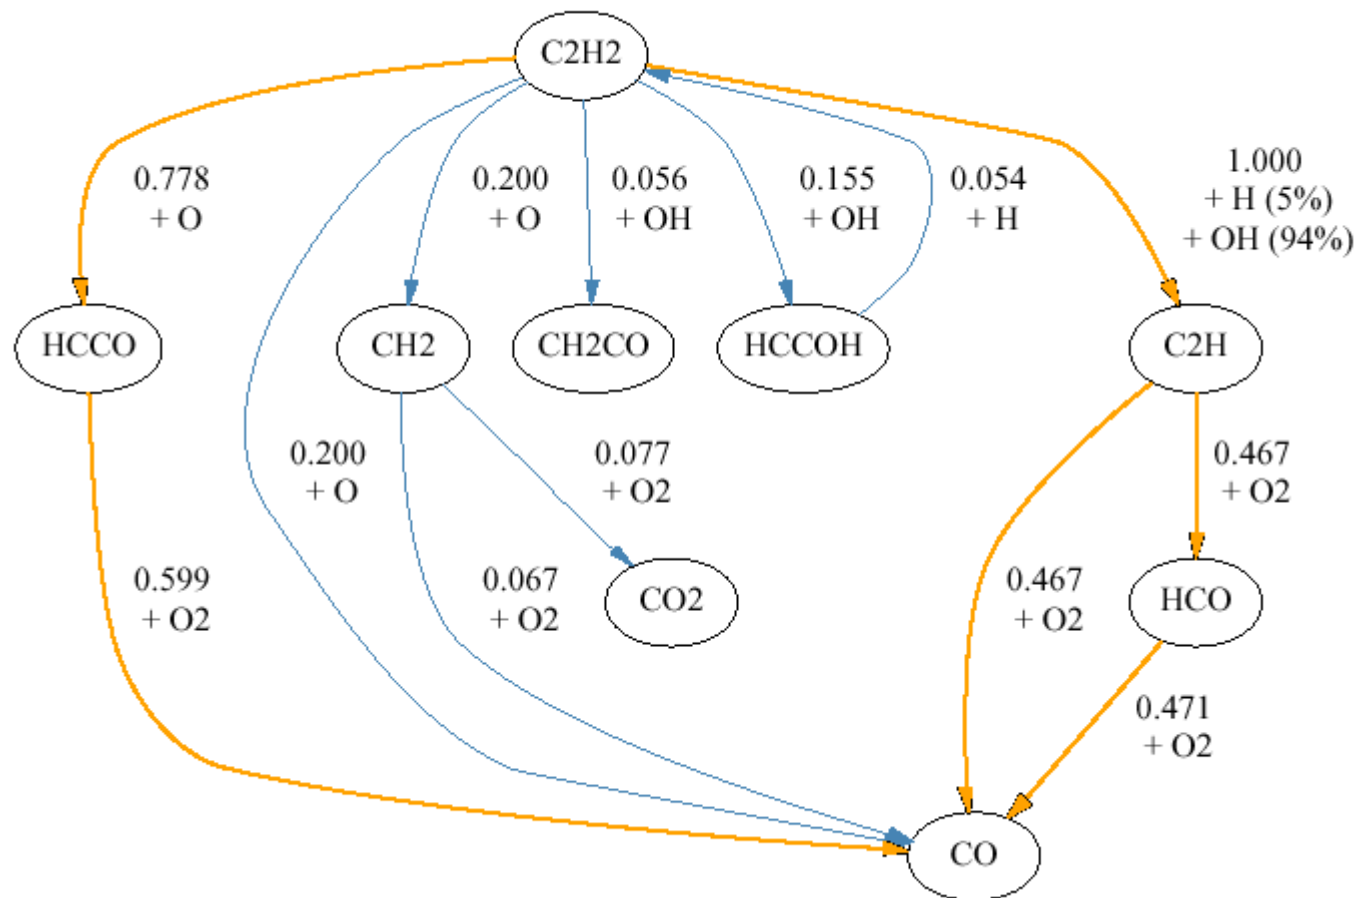 C2H2
0.778
+ O
0.200
+ O
0.056
+ OH
0.155
+ OH
0.054
+ H
1.000
+ H (5%)
+ OH (94%)
HCCO
CH2
CH2CO
HCCOH
C2H
0.200
+ O
0.077
+ O2
0.467
+ O2
0.599
+ O2
0.067
+ O2
CO2
0.467
+ O2
HCO
0.471
+ O2
CO